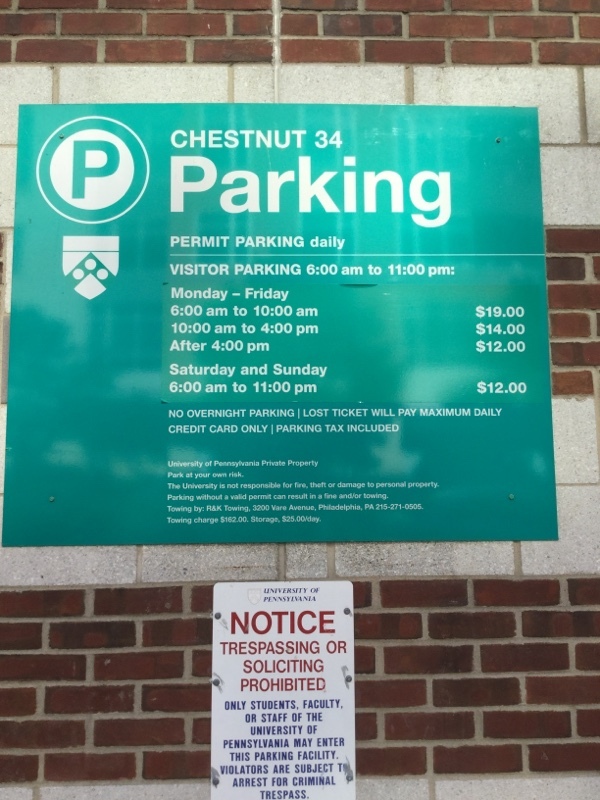 P
CHESTNUT 34
Parking
PERMIT PARKING daily
VISITOR PARKING 6:00 am to 11:00 pm:
Monday – Friday
6:00 am to 10:00 am $19.00
10:00 am to 4:00 pm $14.00
After 4:00 pm $12.00
Saturday and Sunday
6:00 am to 11:00 pm $12.00
NO OVERNIGHT PARKING | LOST TICKET WILL PAY MAXIMUM DAILY
CREDIT CARD ONLY | PARKING TAX INCLUDED
University of Pennsylvania Private Property
Park at your own risk.
The University is not responsible for fire, theft or damage to personal property.
Parking without a valid permit can result in a fine and/or towing.
Towing by: R&K Towing, 3200 Vare Avenue, Philadelphia, PA 215-271-0505.
Towing charge $162.00. Storage, $25.00/day.
UNIVERSITY OF
PENNSYLVANIA
NOTICE
TRESPASSING OR
SOLICITING
PROHIBITED
ONLY STUDENTS, FACULTY,
OR STAFF OF THE
UNIVERSITY OF
PENNSYLVANIA MAY ENTER
THIS PARKING FACILITY.
VIOLATORS ARE SUBJECT TO
ARREST FOR CRIMINAL
TRESPASS.